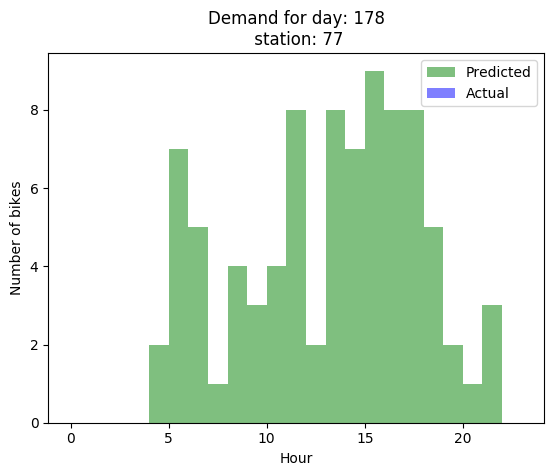 Demand for day: 178
station: 77
Predicted
Actual
Number of bikes
8
6
4
2
0
0
5
10
15
20
Hour